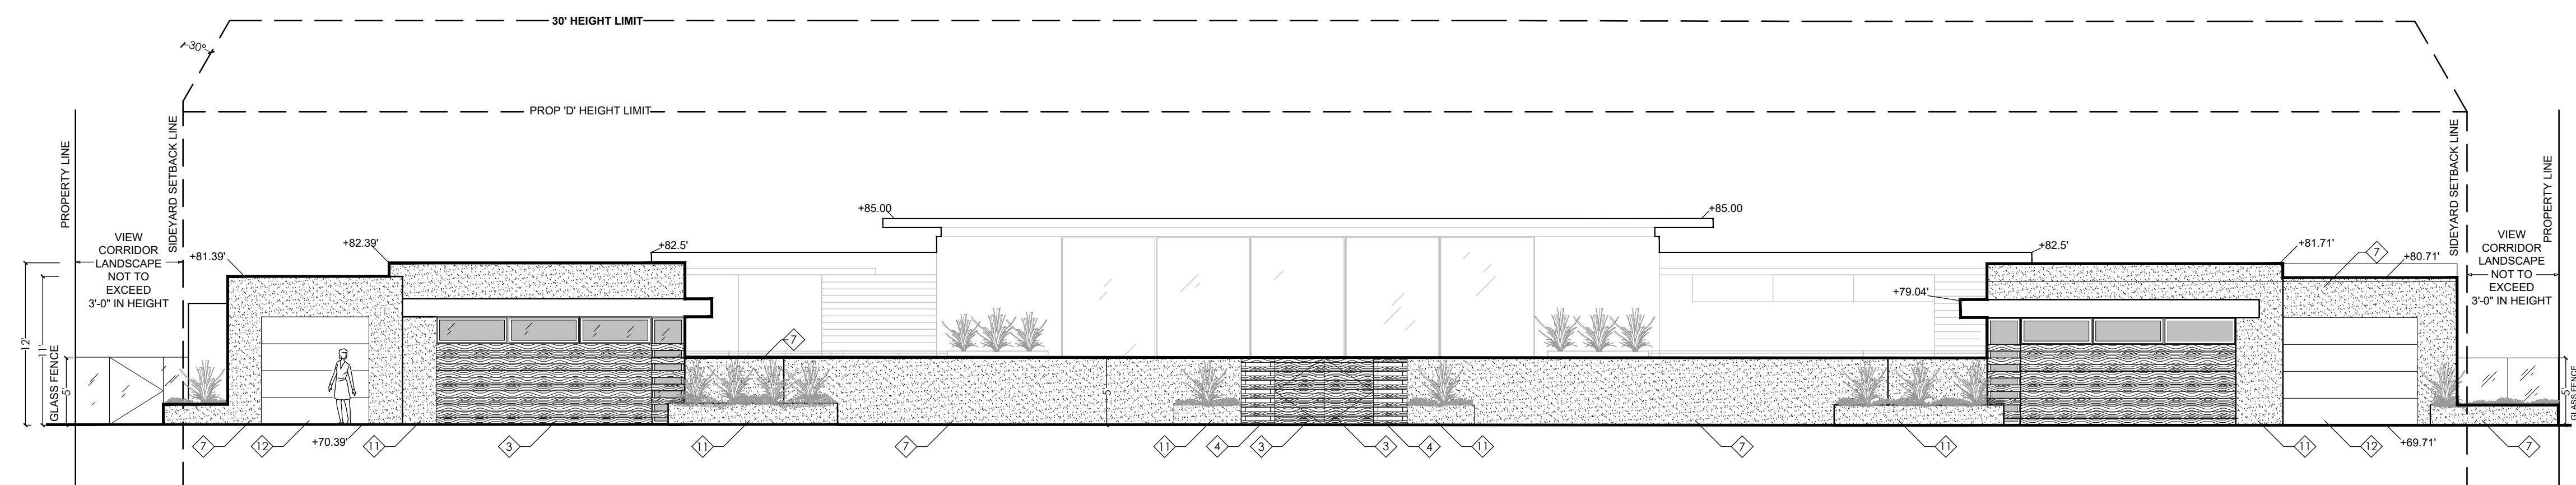 30' HEIGHT LIMIT
30°
PROP 'D' HEIGHT LIMIT
PROPERTY LINE
SIDEYARD SETBACK LINE
SIDEYARD SETBACK LINE
PROPERTY LINE
+85.00
+85.00
VIEW
CORRIDOR
LANDSCAPE
NOT TO
EXCEED
3'-0" IN HEIGHT
+81.39'
+82.39'
+82.5'
+82.5'
+81.71'
7
+80.71'
VIEW
CORRIDOR
LANDSCAPE
NOT TO
EXCEED
3'-0" IN HEIGHT
+79.04'
12'
11'
GLASS FENCE
5'
7
5'
5'
GLASS FENCE
7
12
+70.39'
11
3
11
7
11
4
3
3
4
11
7
11
11
12
+69.71'
7